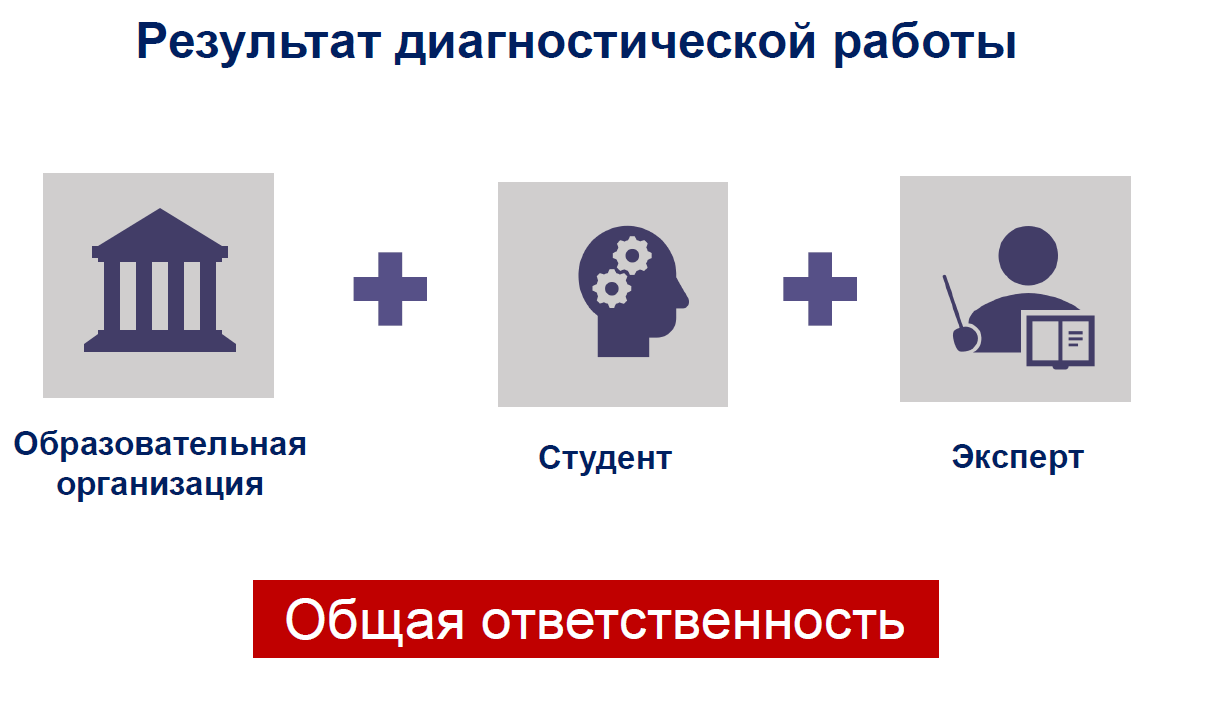 Результат диагностической работы
Образовательная
организация
Студент
Эксперт
Общая ответственность